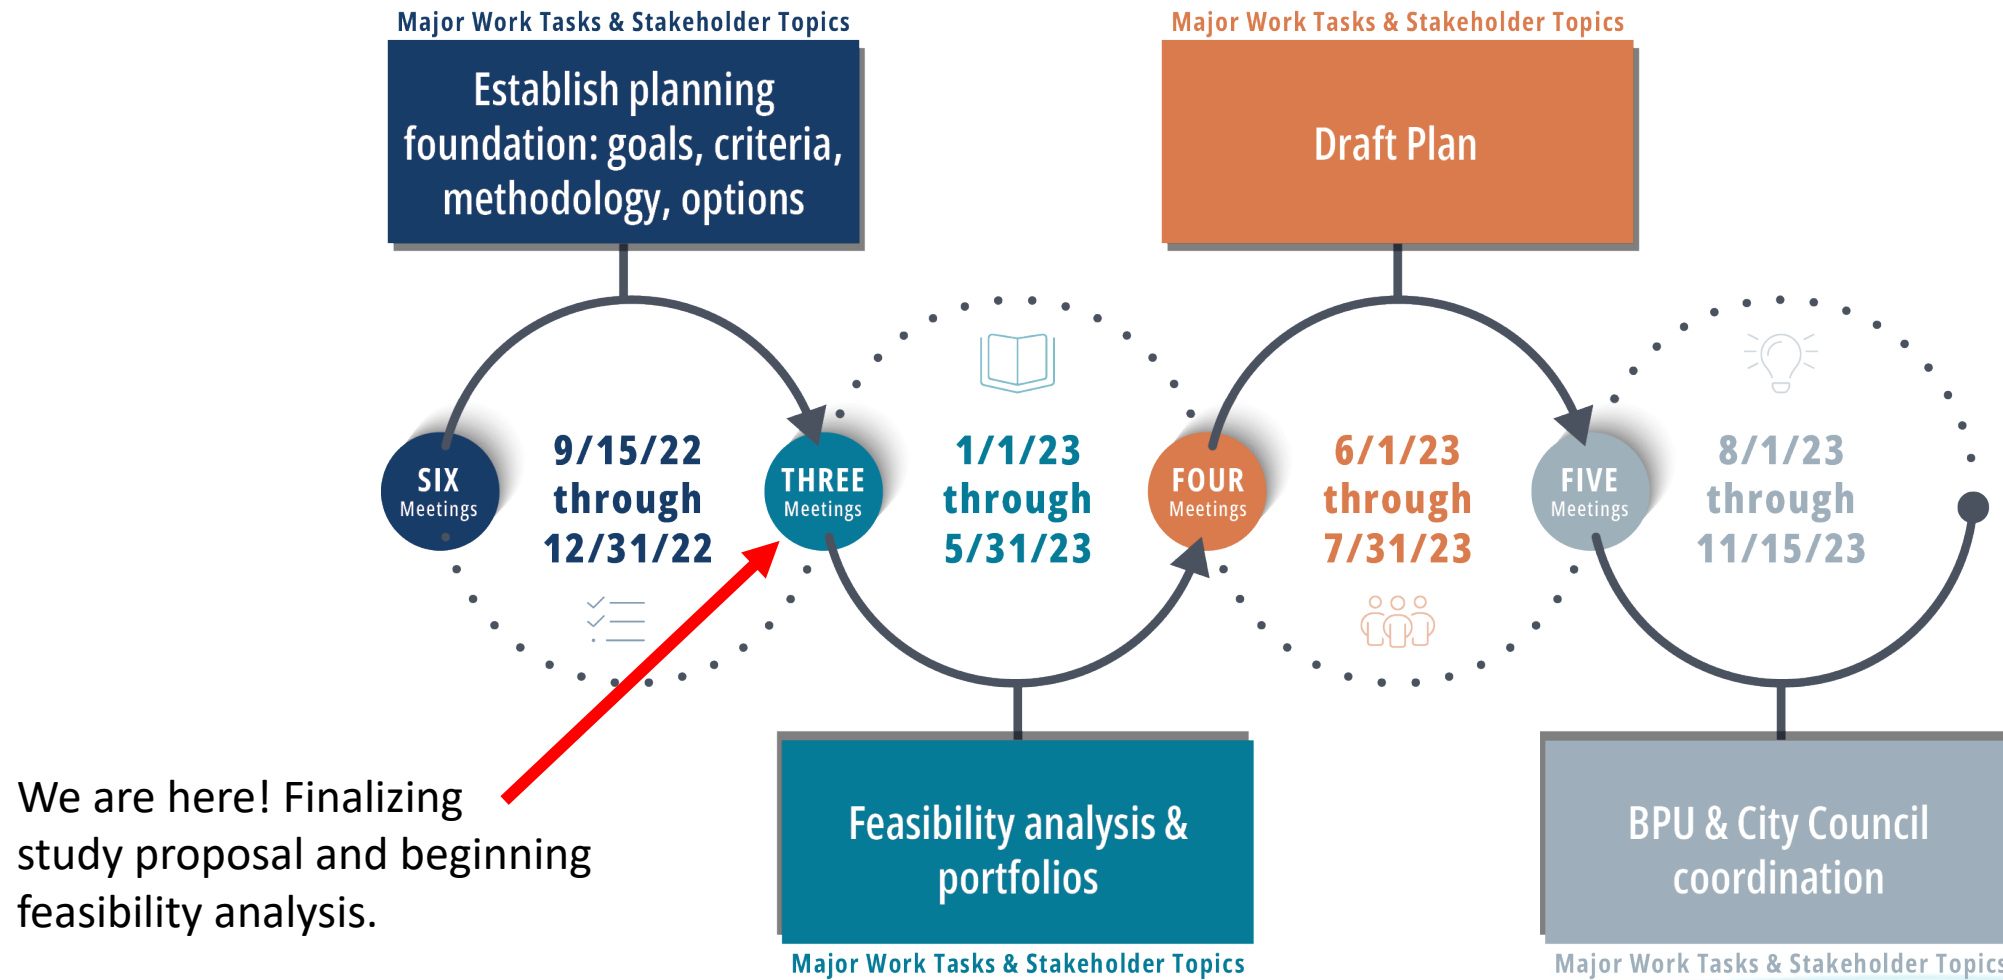 Major Work Tasks & Stakeholder Topics
Establish planning
foundation: goals, criteria,
methodology, options
Major Work Tasks & Stakeholder Topics
Draft Plan
SIX
Meetings
9/15/22
through
12/31/22
THREE
Meetings
1/1/23
through
5/31/23
FOUR
Meetings
6/1/23
through
7/31/23
FIVE
Meetings
8/1/23
through
11/15/23
We are here! Finalizing
study proposal and beginning
feasibility analysis.
Feasibility analysis &
portfolios
Major Work Tasks & Stakeholder Topics
BPU & City Council
coordination
Major Work Tasks & Stakeholder Topics